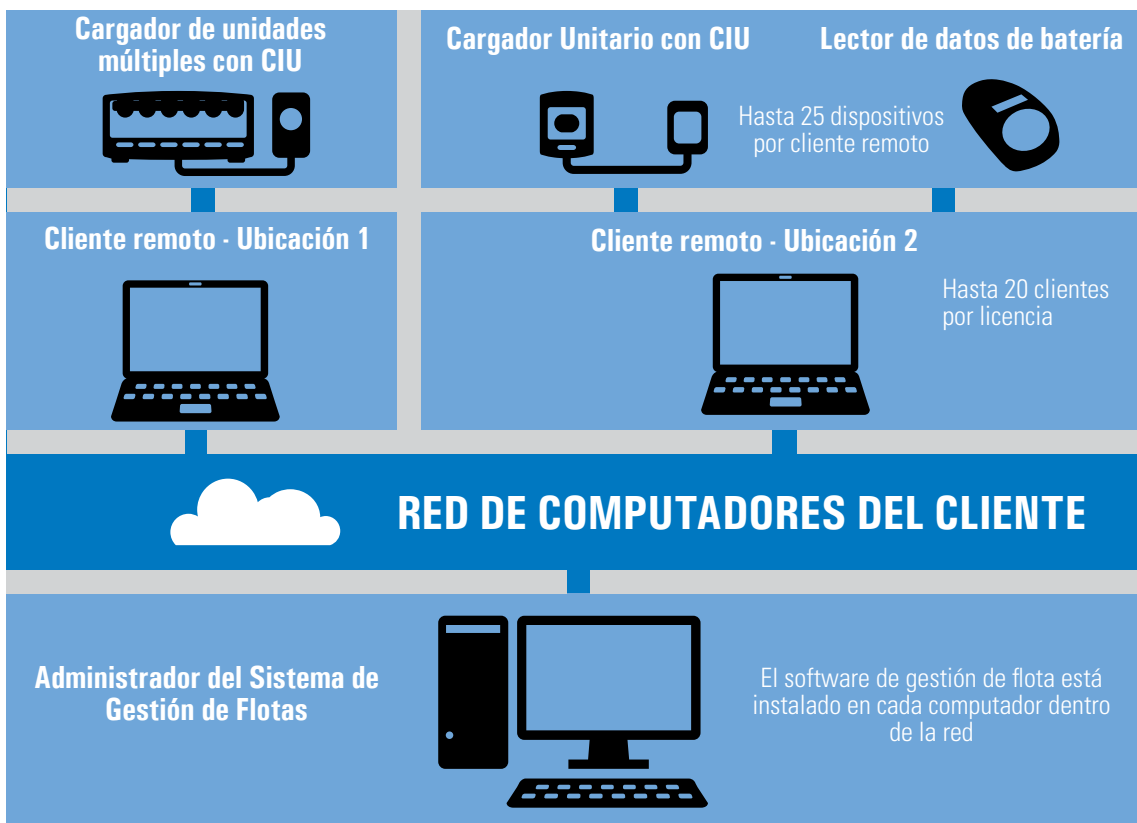 Cargador de unidades
múltiples con CIU
Cargador Unitario con CIU
Lector de datos de batería
Hasta 25 dispositivos
por cliente remoto
Cliente remoto - Ubicación 1
Cliente remoto - Ubicación 2
Hasta 20 clientes
por licencia
RED DE COMPUTADORES DEL CLIENTE
Administrador del Sistema de
Gestión de Flotas
El software de gestión de flota está
instalado en cada computador dentro
de la red